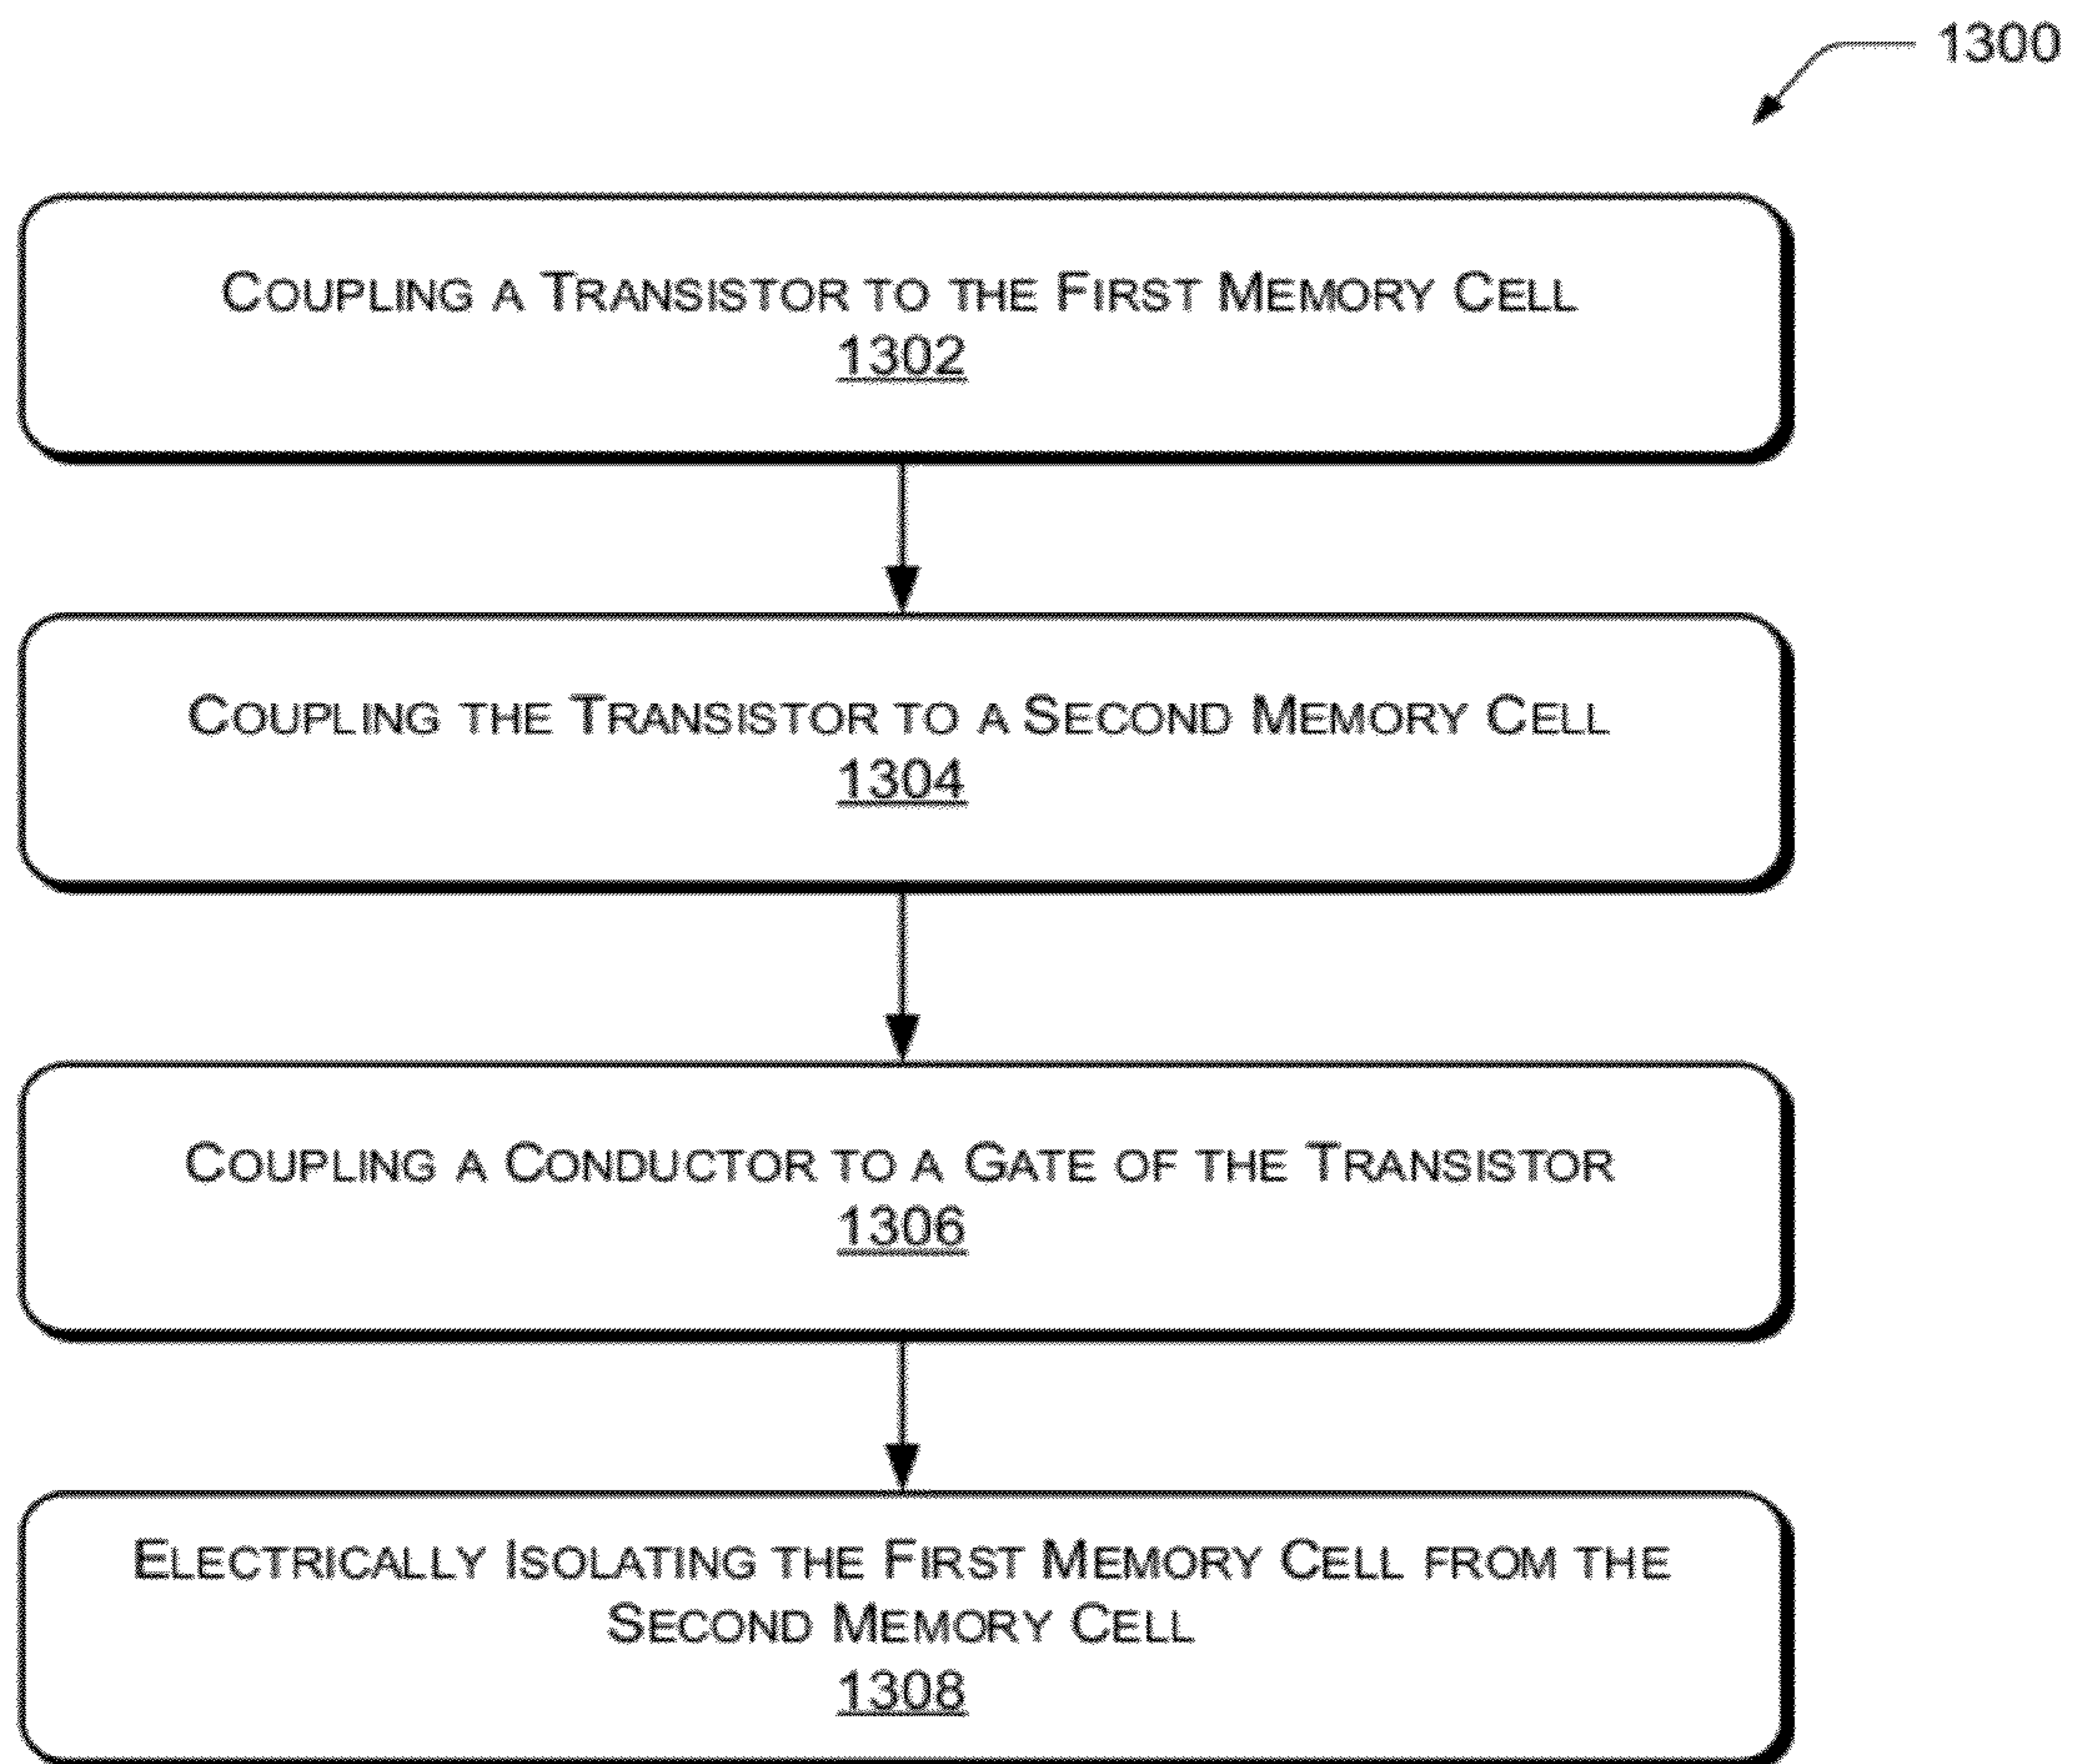 1300
COUPLING A TRANSISTOR TO THE FIRST MEMORY CELL
1302
COUPLING THE TRANSISTOR TO A SECOND MEMORY CELL
1304
COUPLING A CONDUCTOR TO A GATE OF THE TRANSISTOR
1306
ELECTRICALLY ISOLATING THE FIRST MEMORY CELL FROM THE
SECOND MEMORY CELL
1308